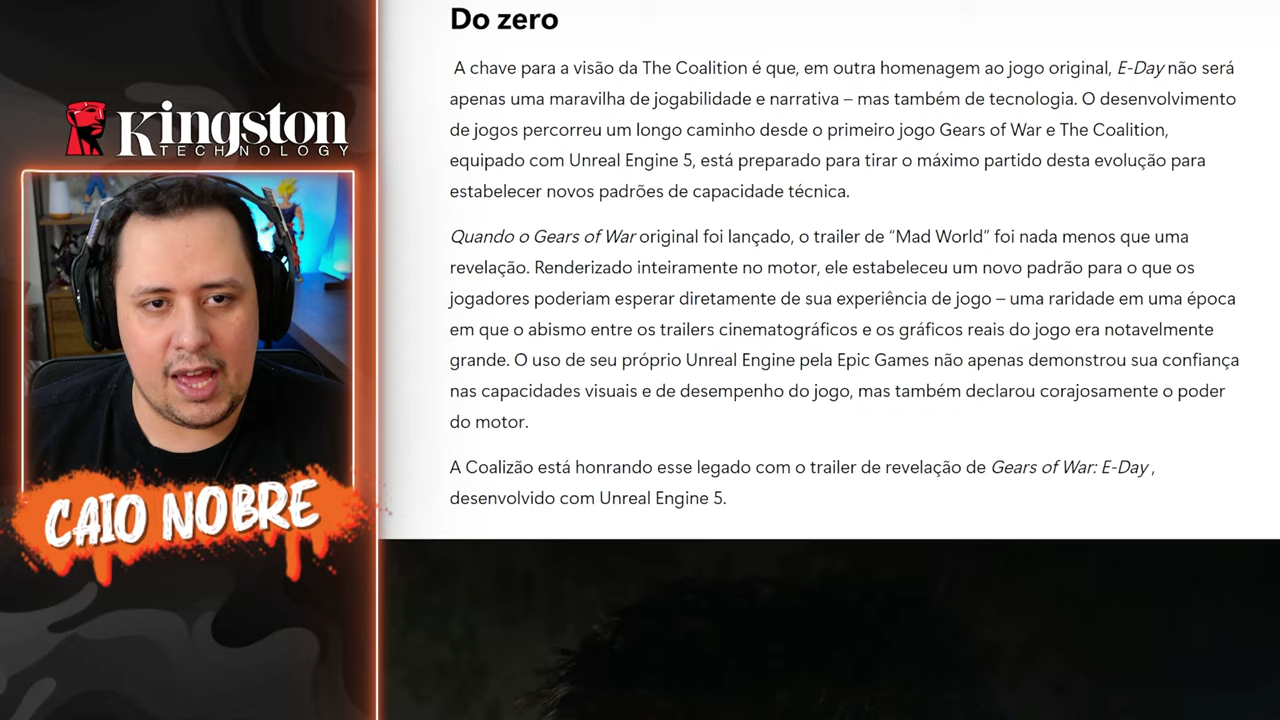 Kingston
TECHNOLOGY
CAIO NOBRE
Do zero
A chave para a visão da The Coalition é que, em outra homenagem ao jogo original, E-Day não será
apenas uma maravilha de jogabilidade e narrativa – mas também de tecnologia. O desenvolvimento
de jogos percorreu um longo caminho desde o primeiro jogo Gears of War e The Coalition,
equipado com Unreal Engine 5, está preparado para tirar o máximo partido desta evolução para
estabelecer novos padrões de capacidade técnica.
Quando o Gears of War original foi lançado, o trailer de “Mad World” foi nada menos que uma
revelação. Renderizado inteiramente no motor, ele estabeleceu um novo padrão para o que os
jogadores poderiam esperar diretamente de sua experiência de jogo – uma raridade em uma época
em que o abismo entre os trailers cinematográficos e os gráficos reais do jogo era notavelmente
grande. O uso de seu próprio Unreal Engine pela Epic Games não apenas demonstrou sua confiança
nas capacidades visuais e de desempenho do jogo, mas também declarou corajosamente o poder
do motor.
A Coalizão está honrando esse legado com o trailer de revelação de Gears of War: E-Day ,
desenvolvido com Unreal Engine 5.